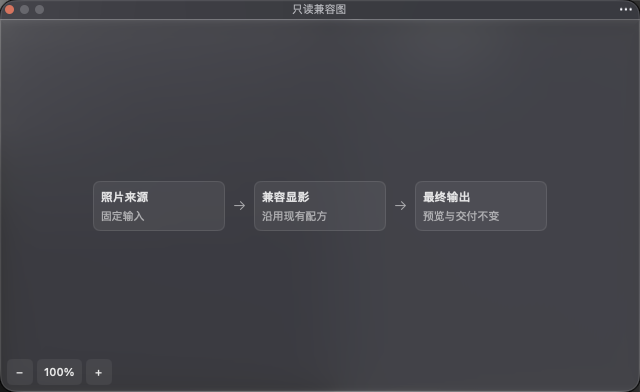 只读兼容图
照片来源
固定输入
→
兼容显影
沿用现有配方
→
最终输出
预览与交付不变
− 100% +